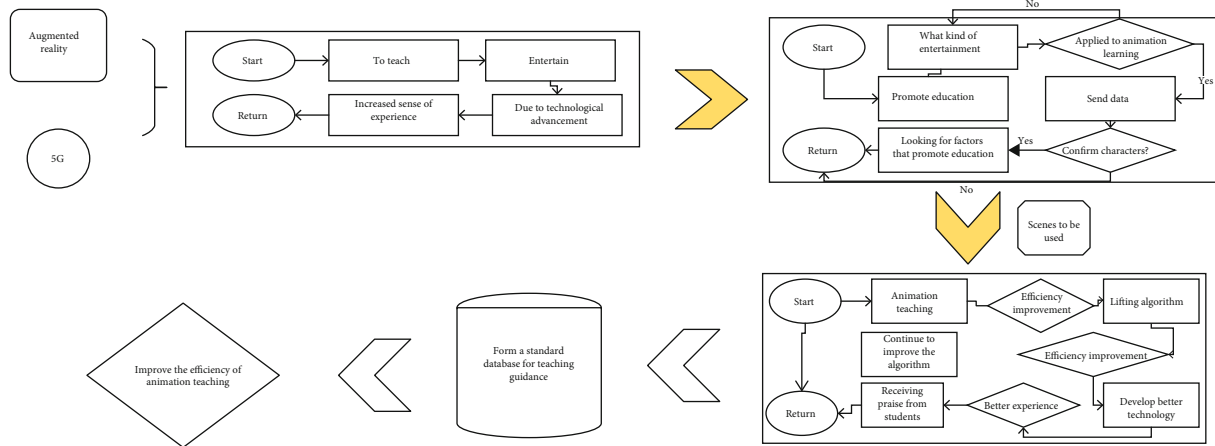 Augmented
reality
5G
Start
To teach
Entertain
Return
Increased sense of
experience
Due to technological
advancement
No
Start
What kind of
entertainment
Applied to animation
learning
Yes
Promote education
Send data
Return
Looking for factors
that promote education
Yes
Confirm characters?
No
Scenes to be
used
Start
Animation
teaching
Efficiency
improvement
Lifting algorithm
Continue to
improve the
algorithm
Efficiency improvement
Return
Receiving
praise from
students
Better experience
Develop better
technology
Form a standard
database for teaching
guidance
Improve the efficiency of
animation teaching